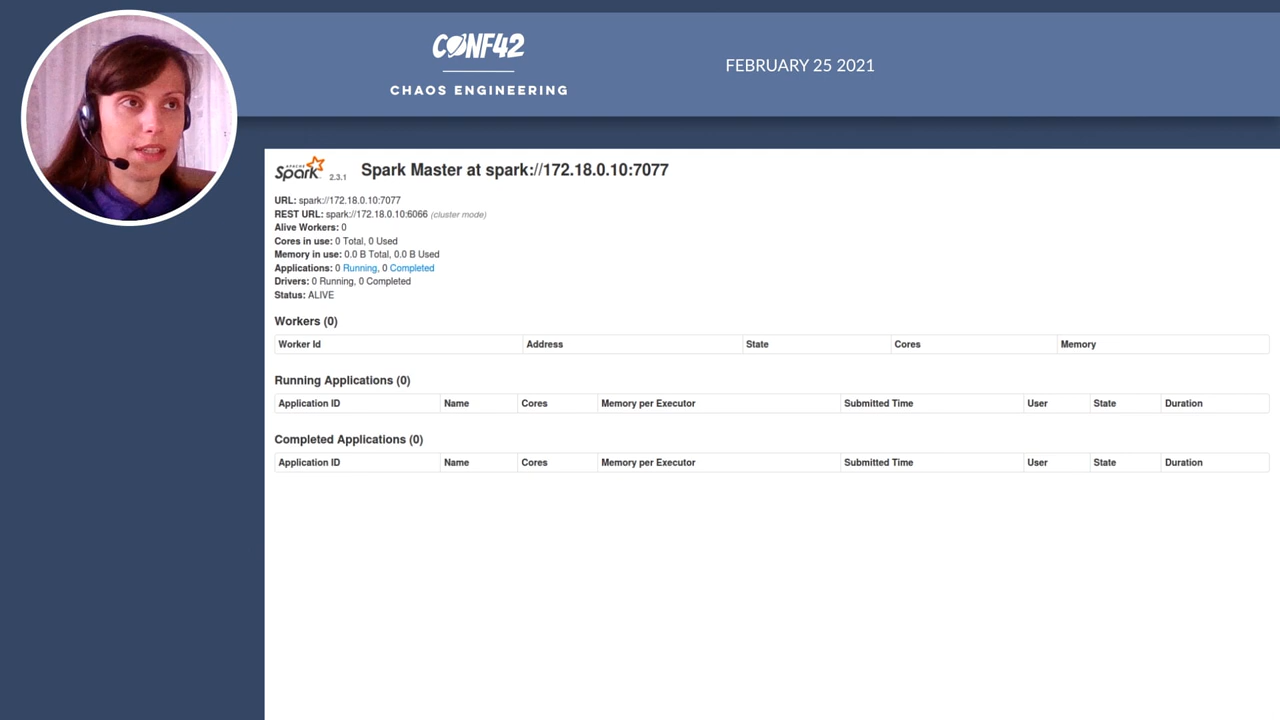 CONF42
CHAOS ENGINEERING
FEBRUARY 25 2021
APACHE Spark 2.3.1 Spark Master at spark://172.18.0.10:7077
URL: spark://172.18.0.10:7077
REST URL: spark://172.18.0.10:6066 (cluster mode)
Alive Workers: 0
Cores in use: 0 Total, 0 Used
Memory in use: 0.0 B Total, 0.0 B Used
Applications: 0 Running, 0 Completed
Drivers: 0 Running, 0 Completed
Status: ALIVE
Workers (0)
Worker Id Address State Cores Memory
Running Applications (0)
Application ID Name Cores Memory per Executor Submitted Time User State Duration
Completed Applications (0)
Application ID Name Cores Memory per Executor Submitted Time User State Duration